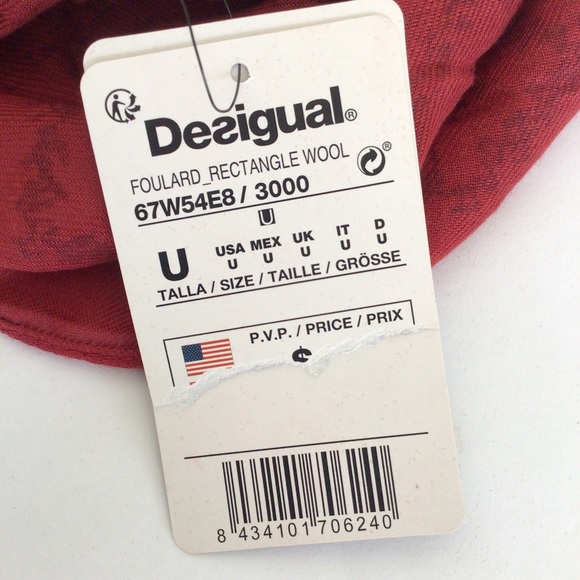 Desigual®
FOULARD_RECTANGLE WOOL ®
67W54E8 / 3000
U
U USA MEX UK IT D
U U U U U
TALLA / SIZE / TAILLE / GRÖSSE
P.V.P. / PRICE / PRIX
$
8 434101 706240